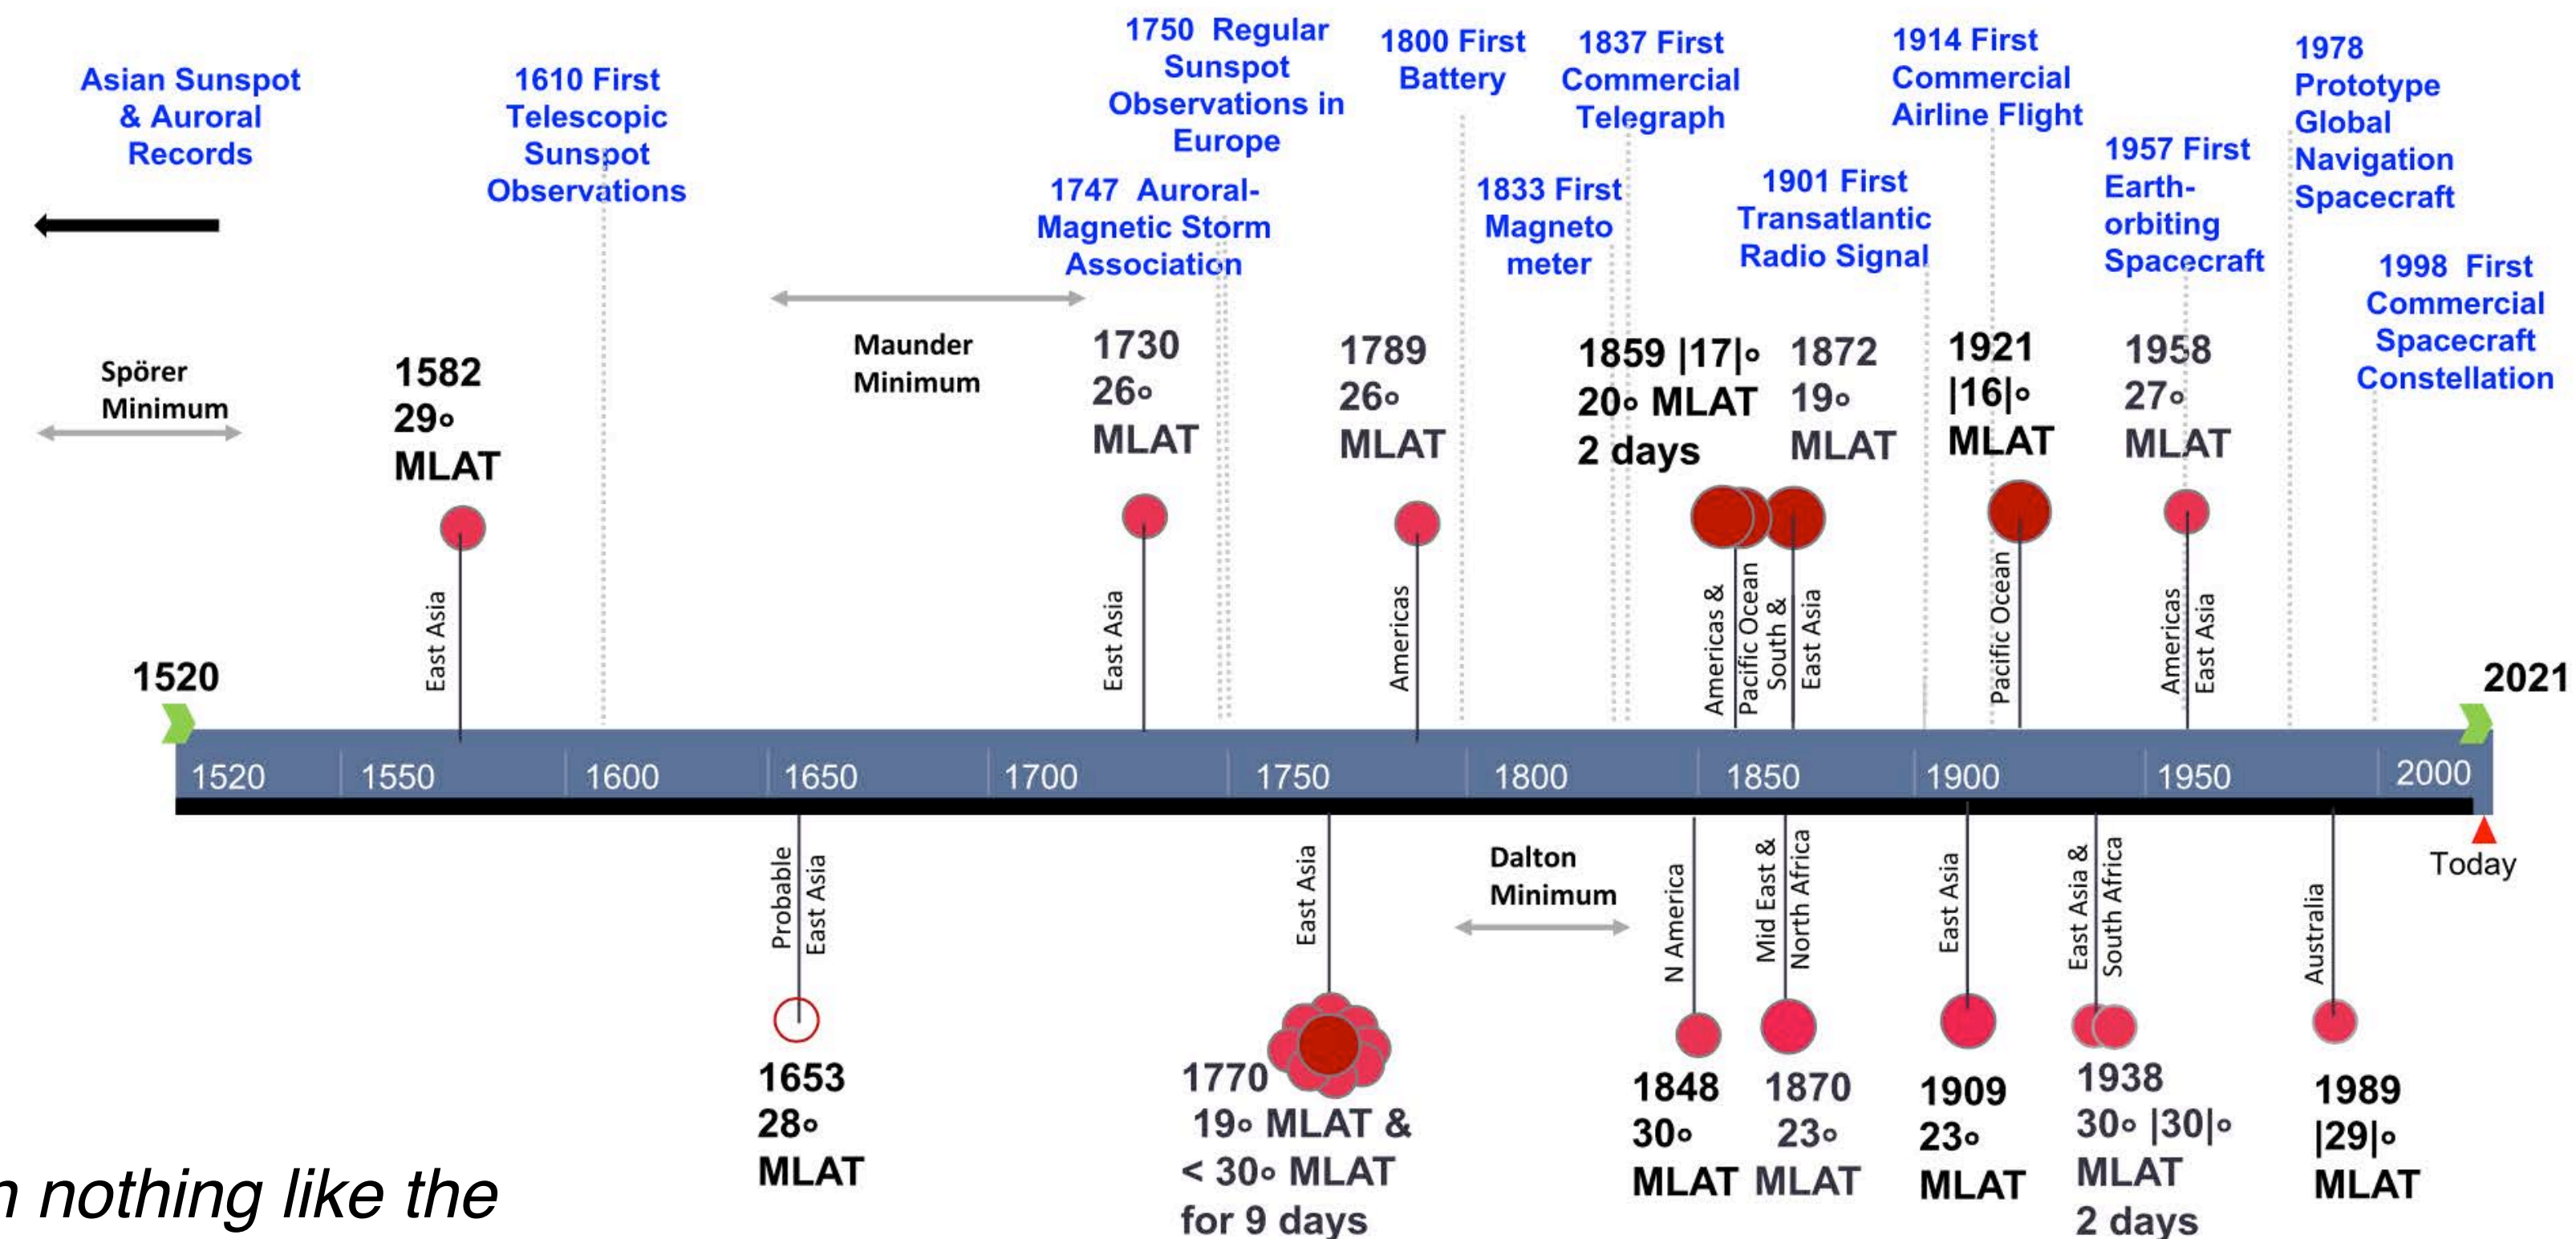 Asian Sunspot
& Auroral
Records
1610 First
Telescopic
Sunspot
Observations
1750 Regular
Sunspot
Observations in
Europe
1747 Auroral-
Magnetic Storm
Association
1800 First
Battery
1833 First
Magneto
meter
1837 First
Commercial
Telegraph
1901 First
Transatlantic
Radio Signal
1914 First
Commercial
Airline Flight
1957 First
Earth-
orbiting
Spacecraft
1978
Prototype
Global
Navigation
Spacecraft
1998 First
Commercial
Spacecraft
Constellation
Spörer
Minimum
1582
29°
MLAT
Maunder
Minimum
1730
26°
MLAT
1789
26°
MLAT
1859 |17|°
20° MLAT
2 days
1872
19°
MLAT
1921
|16|°
MLAT
1958
27°
MLAT
East Asia
East Asia
Americas
Americas &
Pacific Ocean
South &
East Asia
Pacific Ocean
Americas
East Asia
1520
2021
1520
1550
1600
1650
1700
1750
1800
1850
1900
1950
2000
Today
Probable
East Asia
East Asia
Dalton
Minimum
N America
Mid East &
North Africa
East Asia
East Asia &
South Africa
Australia
1653
28°
MLAT
1770
19° MLAT &
< 30° MLAT
for 9 days
1848
30°
MLAT
1870
23°
MLAT
1909
23°
MLAT
1938
30° |30|°
MLAT
2 days
1989
|29|°
MLAT
nothing like the